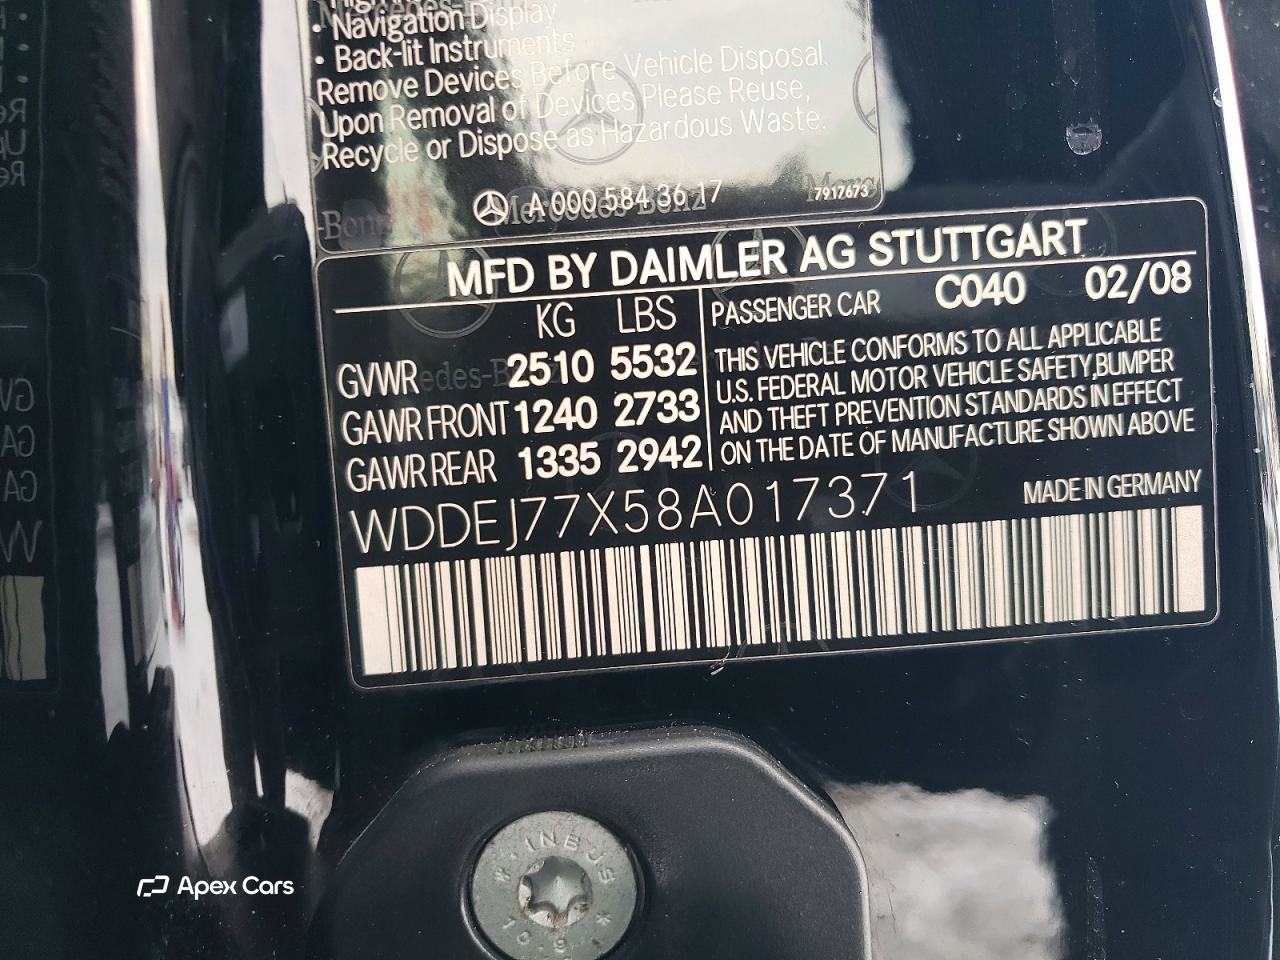 • Navigation Display
• Back-lit Instruments
Remove Devices Before Vehicle Disposal.
Upon Removal of Devices Please Reuse,
Recycle or Dispose as Hazardous Waste.
A 000 584 36 17
7917673
Mercedes-Benz
MFD BY DAIMLER AG STUTTGART
KG LBS
GVWR 2510 5532
GAWR FRONT 1240 2733
GAWR REAR 1335 2942
PASSENGER CAR C040 02/08
THIS VEHICLE CONFORMS TO ALL APPLICABLE
U.S. FEDERAL MOTOR VEHICLE SAFETY,BUMPER
AND THEFT PREVENTION STANDARDS IN EFFECT
ON THE DATE OF MANUFACTURE SHOWN ABOVE
WDDEJ77X58A017371
MADE IN GERMANY
INBUS
10.9
Apex Cars